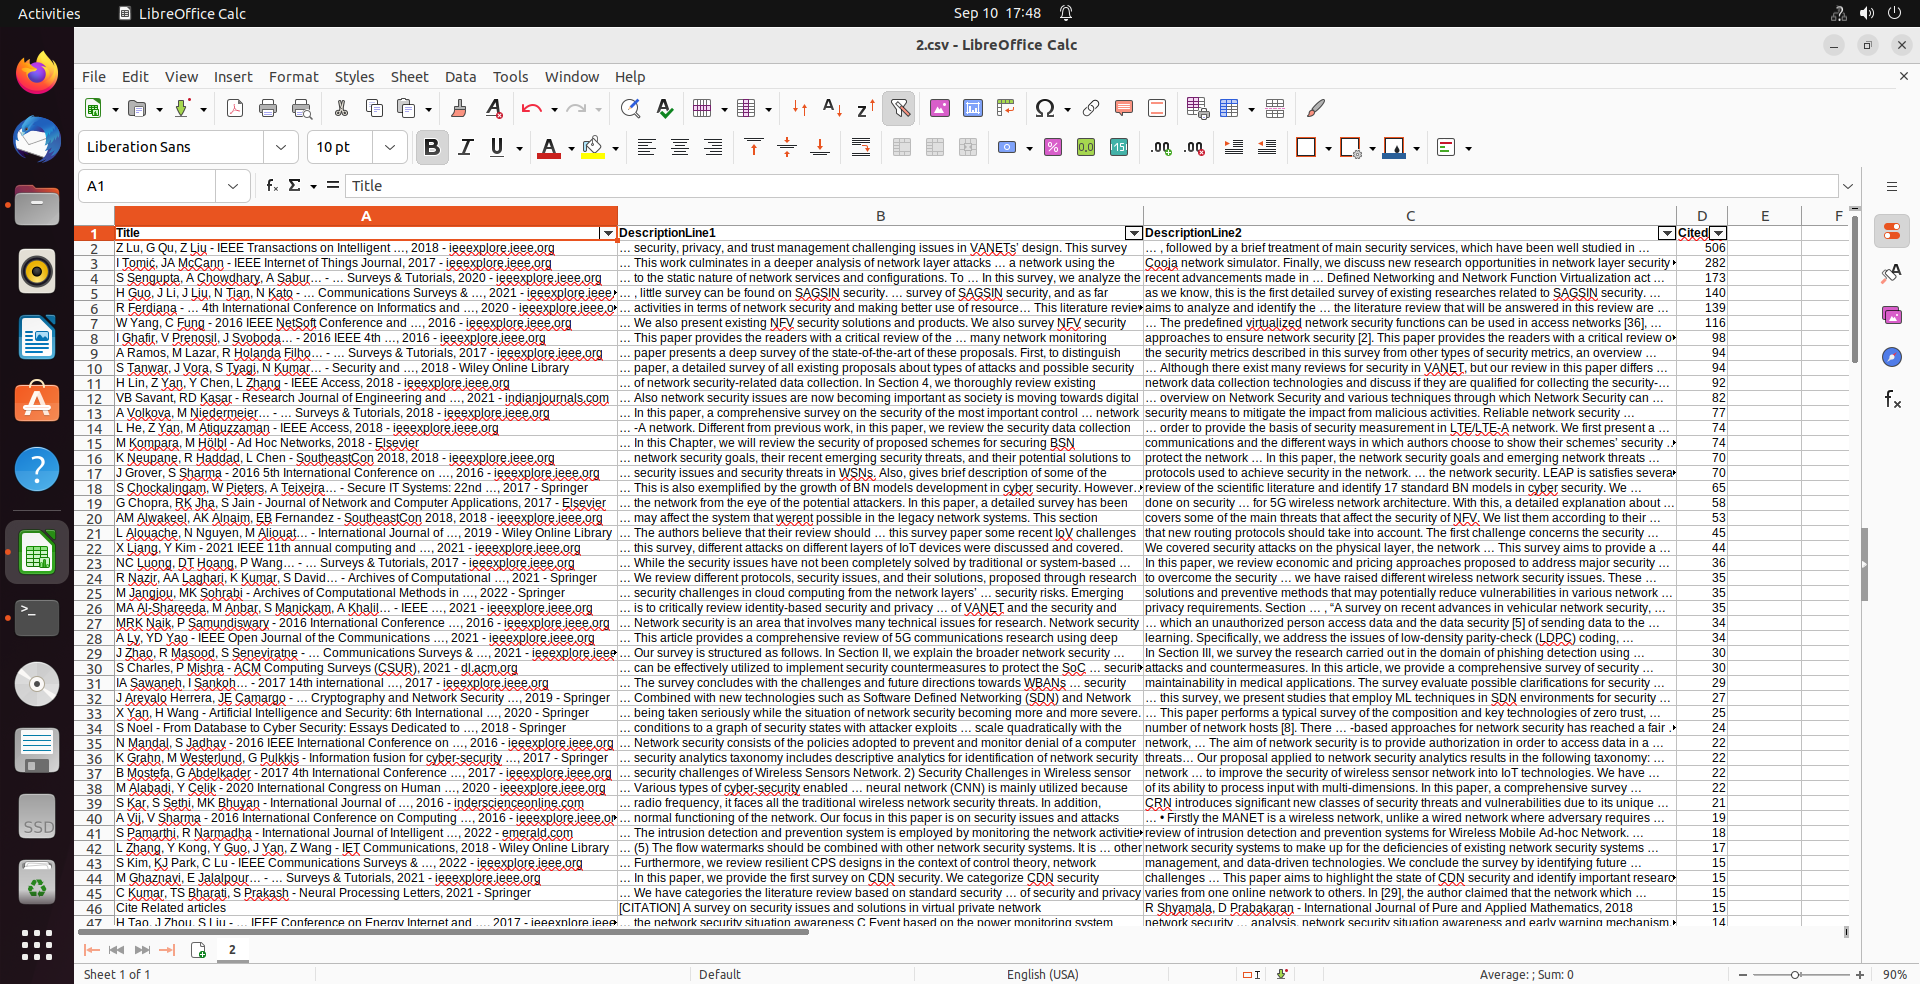 Activities
LibreOffice Calc
Sep 10 17:48
2.csv - LibreOffice Calc
File Edit View Insert Format Styles Sheet Data Tools Window Help
Liberation Sans
10 pt
A1
Title
A B C D E F
1 Title DescriptionLine1 DescriptionLine2 Cited
2 Z Lu, G Qu, Z Liu - IEEE Transactions on Intelligent …, 2018 - ieeexplore.ieee.org … security, privacy, and trust management challenging issues in VANETs' design. This survey … , followed by a brief treatment of main security services, which have been well studied in … 506
3 I Tomić, JA McCann - IEEE Internet of Things Journal, 2017 - ieeexplore.ieee.org … This work culminates in a deeper analysis of network layer attacks … a network using the Cooja network simulator. Finally, we discuss new research opportunities in network layer security 282
4 S Sengupta, A Chowdhary, A Sabur… - … Surveys & Tutorials, 2020 - ieeexplore.ieee.org … to the static nature of network services and configurations. To … In this survey, we analyze the recent advancements made in … Defined Networking and Network Function Virtualization act … 173
5 H Guo, J Li, J Liu, N Tian, N Kato - … Communications Surveys & …, 2021 - ieeexplore.ieee. … , little survey can be found on SAGSIN security. … survey of SAGSIN security, and as far as we know, this is the first detailed survey of existing researches related to SAGSIN security. … 140
6 R Ferdiana - … 4th International Conference on Informatics and …, 2020 - ieeexplore.ieee.o … activities in terms of network security and making better use of resource… This literature review aims to analyze and identify the … the literature review that will be answered in this review are … 139
7 W Yang, C Fung - 2016 IEEE NetSoft Conference and …, 2016 - ieeexplore.ieee.org … We also present existing NFV security solutions and products. We also survey NFV security … The predefined virtualized network security functions can be used in access networks [36], … 116
8 I Ghafir, V Prenosil, J Svoboda… - 2016 IEEE 4th …, 2016 - ieeexplore.ieee.org … This paper provides the readers with a critical review of the … many network monitoring approaches to ensure network security [2]. This paper provides the readers with a critical review o 98
9 A Ramos, M Lazar, R Holanda Filho… - … Surveys & Tutorials, 2017 - ieeexplore.ieee.org … paper presents a deep survey of the state-of-the-art of these proposals. First, to distinguish the security metrics described in this survey from other types of security metrics, an overview … 94
10 S Tanwar, J Vora, S Tyagi, N Kumar… - Security and …, 2018 - Wiley Online Library … paper, a detailed survey of all existing proposals about types of attacks and possible security … Although there exist many reviews for security in VANET, but our review in this paper differs … 94
11 H Lin, Z Yan, Y Chen, L Zhang - IEEE Access, 2018 - ieeexplore.ieee.org … of network security-related data collection. In Section 4, we thoroughly review existing network data collection technologies and discuss if they are qualified for collecting the security-… 92
12 VB Savant, RD Kasar - Research Journal of Engineering and …, 2021 - indianjournals.com … Also network security issues are now becoming important as society is moving towards digital … overview on Network Security and various techniques through which Network Security can … 82
13 A Volkova, M Niedermeier… - … Surveys & Tutorials, 2018 - ieeexplore.ieee.org … In this paper, a comprehensive survey on the security of the most important control … network security means to mitigate the impact from malicious activities. Reliable network security … 77
14 L He, Z Yan, M Atiquzzaman - IEEE Access, 2018 - ieeexplore.ieee.org … -A network. Different from previous work, in this paper, we review the security data collection … order to provide the basis of security measurement in LTE/LTE-A network. We first present a … 74
15 M Kompara, M Hölbl - Ad Hoc Networks, 2018 - Elsevier … In this Chapter, we will review the security of proposed schemes for securing BSN communications and the different ways in which authors choose to show their schemes' security … 74
16 K Neupane, R Haddad, L Chen - SoutheastCon 2018, 2018 - ieeexplore.ieee.org … network security goals, their recent emerging security threats, and their potential solutions to protect the network … In this paper, the network security goals and emerging network threats … 70
17 J Grover, S Sharma - 2016 5th International Conference on …, 2016 - ieeexplore.ieee.org … security issues and security threats in WSNs. Also, gives brief description of some of the protocols used to achieve security in the network. … the network security. LEAP is satisfies severa 70
18 S Chockalingam, W Pieters, A Teixeira… - Secure IT Systems: 22nd …, 2017 - Springer … This is also exemplified by the growth of BN models development in cyber security. However… review of the scientific literature and identify 17 standard BN models in cyber security. We … 65
19 G Chopra, RK Jha, S Jain - Journal of Network and Computer Applications, 2017 - Elsevier … the network from the eye of the potential attackers. In this paper, a detailed survey has been done on security … for 5G wireless network architecture. With this, a detailed explanation about … 58
20 AM Alwakeel, AK Alnaim, EB Fernandez - SoutheastCon 2018, 2018 - ieeexplore.ieee.org … may affect the system that werent possible in the legacy network systems. This section covers some of the main threats that affect the security of NFV. We list them according to their … 53
21 L Alouache, N Nguyen, M Aliouat… - International Journal of …, 2019 - Wiley Online Library … The authors believe that their review should … this survey paper some recent IoV challenges that new routing protocols should take into account. The first challenge concerns the security … 45
22 X Liang, Y Kim - 2021 IEEE 11th annual computing and …, 2021 - ieeexplore.ieee.org … this survey, different attacks on different layers of IoT devices were discussed and covered. We covered security attacks on the physical layer, the network … This survey aims to provide a … 44
23 NC Luong, DT Hoang, P Wang… - … Surveys & Tutorials, 2017 - ieeexplore.ieee.org … While the security issues have not been completely solved by traditional or system-based … In this paper, we review economic and pricing approaches proposed to address major security … 36
24 R Nazir, AA Laghari, K Kumar, S David… - Archives of Computational …, 2021 - Springer … We review different protocols, security issues, and their solutions, proposed through research to overcome the security … we have raised different wireless network security issues. These … 35
25 M Jangjou, MK Sohrabi - Archives of Computational Methods in …, 2022 - Springer … security challenges in cloud computing from the network layers' … security risks. Emerging solutions and preventive methods that may potentially reduce vulnerabilities in various network … 35
26 MA Al-Shareeda, M Anbar, S Manickam, A Khalil… - IEEE …, 2021 - ieeexplore.ieee.org … is to critically review identity-based security and privacy … of VANET and the security and privacy requirements. Section … , “A survey on recent advances in vehicular network security, … 35
27 MRK Naik, P Samundiswary - 2016 International Conference …, 2016 - ieeexplore.ieee.org … Network security is an area that involves many technical issues for research. Network security … which an unauthorized person access data and the data security [5] of sending data to the … 34
28 A Ly, YD Yao - IEEE Open Journal of the Communications …, 2021 - ieeexplore.ieee.org … This article provides a comprehensive review of 5G communications research using deep learning. Specifically, we address the issues of low-density parity-check (LDPC) coding, … 34
29 J Zhao, R Masood, S Seneviratne - … Communications Surveys & …, 2021 - ieeexplore.ieee … Our survey is structured as follows. In Section II, we explain the broader network security … In Section III, we survey the research carried out in the domain of phishing detection using … 30
30 S Charles, P Mishra - ACM Computing Surveys (CSUR), 2021 - dl.acm.org … can be effectively utilized to implement security countermeasures to protect the SoC … securit attacks and countermeasures. In this article, we provide a comprehensive survey of security … 30
31 IA Sawaneh, I Sankoh… - 2017 14th international …, 2017 - ieeexplore.ieee.org … The survey concludes with the challenges and future directions towards WBANs … security maintainability in medical applications. The survey evaluate possible clarifications for security … 29
32 J Arevalo Herrera, JE Camargo - … Cryptography and Network Security …, 2019 - Springer … Combined with new technologies such as Software Defined Networking (SDN) and Network … this survey, we present studies that employ ML techniques in SDN environments for security … 27
33 X Yan, H Wang - Artificial Intelligence and Security: 6th International …, 2020 - Springer … being taken seriously while the situation of network security becoming more and more severe. … This paper performs a typical survey of the composition and key technologies of zero trust, … 25
34 S Noel - From Database to Cyber Security: Essays Dedicated to …, 2018 - Springer … conditions to a graph of security states with attacker exploits … scale quadratically with the number of network hosts [8]. There … -based approaches for network security has reached a fair … 24
35 N Mandal, S Jadhav - 2016 IEEE International Conference on …, 2016 - ieeexplore.ieee.org … Network security consists of the policies adopted to prevent and monitor denial of a computer network, … The aim of network security is to provide authorization in order to access data in a … 22
36 K Grahn, M Westerlund, G Pulkkis - Information fusion for cyber-security …, 2017 - Springer … security analytics taxonomy includes descriptive analytics for identification of network security threats… Our proposal applied to network security analytics results in the following taxonomy: … 22
37 B Mostefa, G Abdelkader - 2017 4th International Conference …, 2017 - ieeexplore.ieee.org … security challenges of Wireless Sensors Network. 2) Security Challenges in Wireless sensor network … to improve the security of wireless sensor network into IoT technologies. We have … 22
38 M Alabadi, Y Çelik - 2020 International Congress on Human …, 2020 - ieeexplore.ieee.org … Various types of cyber-security enabled … neural network (CNN) is mainly utilized because of its ability to process input with multi-dimensions. In this paper, a comprehensive survey … 22
39 S Kar, S Sethi, MK Bhuyan - International Journal of …, 2016 - inderscienceonline.com … radio frequency, it faces all the traditional wireless network security threats. In addition, CRN introduces significant new classes of security threats and vulnerabilities due to its unique … 21
40 A Vij, V Sharma - 2016 International Conference on Computing …, 2016 - ieeexplore.ieee.or … normal functioning of the network. Our focus in this paper is on security issues and attacks … • Firstly the MANET is a wireless network, unlike a wired network where adversary requires … 19
41 S Pamarthi, R Narmadha - International Journal of Intelligent …, 2022 - emerald.com … The intrusion detection and prevention system is employed by monitoring the network activitie review of intrusion detection and prevention systems for Wireless Mobile Ad-hoc Network. … 18
42 L Zhang, Y Kong, Y Guo, J Yan, Z Wang - IET Communications, 2018 - Wiley Online Library … (5) The flow watermarks should be combined with other network security systems. It is … other network security systems to make up for the deficiencies of existing network security systems … 17
43 S Kim, KJ Park, C Lu - IEEE Communications Surveys & …, 2022 - ieeexplore.ieee.org … Furthermore, we review resilient CPS designs in the context of control theory, network management, and data-driven technologies. We conclude the survey by identifying future … 15
44 M Ghaznavi, E Jalalpour… - … Surveys & Tutorials, 2021 - ieeexplore.ieee.org … In this paper, we provide the first survey on CDN security. We categorize CDN security challenges … This paper aims to highlight the state of CDN security and identify important researc 15
45 C Kumar, TS Bharati, S Prakash - Neural Processing Letters, 2021 - Springer … We have categories the literature review based on standard security … of security and privacy varies from one online network to others. In [29], the author claimed that the network which … 15
46 Cite Related articles [CITATION] A survey on security issues and solutions in virtual private network R Shyamala, D Prabakaran - International Journal of Pure and Applied Mathematics, 2018 15
47 H Tao, J Zhou, S Liu - … IEEE Conference on Energy Internet and …, 2017 - ieeexplore.ieee … the network security situation awareness C Event based on the power monitoring system network security … analysis, network security situation awareness and early warning mechanism 14
2
Sheet 1 of 1
Default
English (USA)
Average: ; Sum: 0
90%